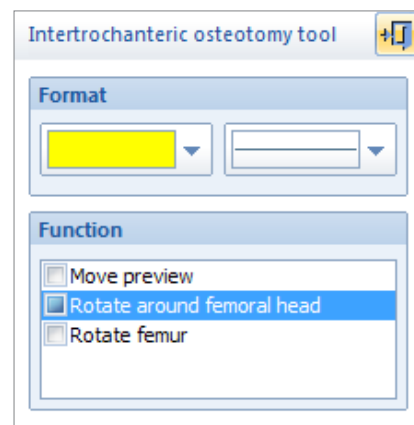 Intertrochanteric osteotomy tool
Format
Function
Move preview
Rotate around femoral head
Rotate femur